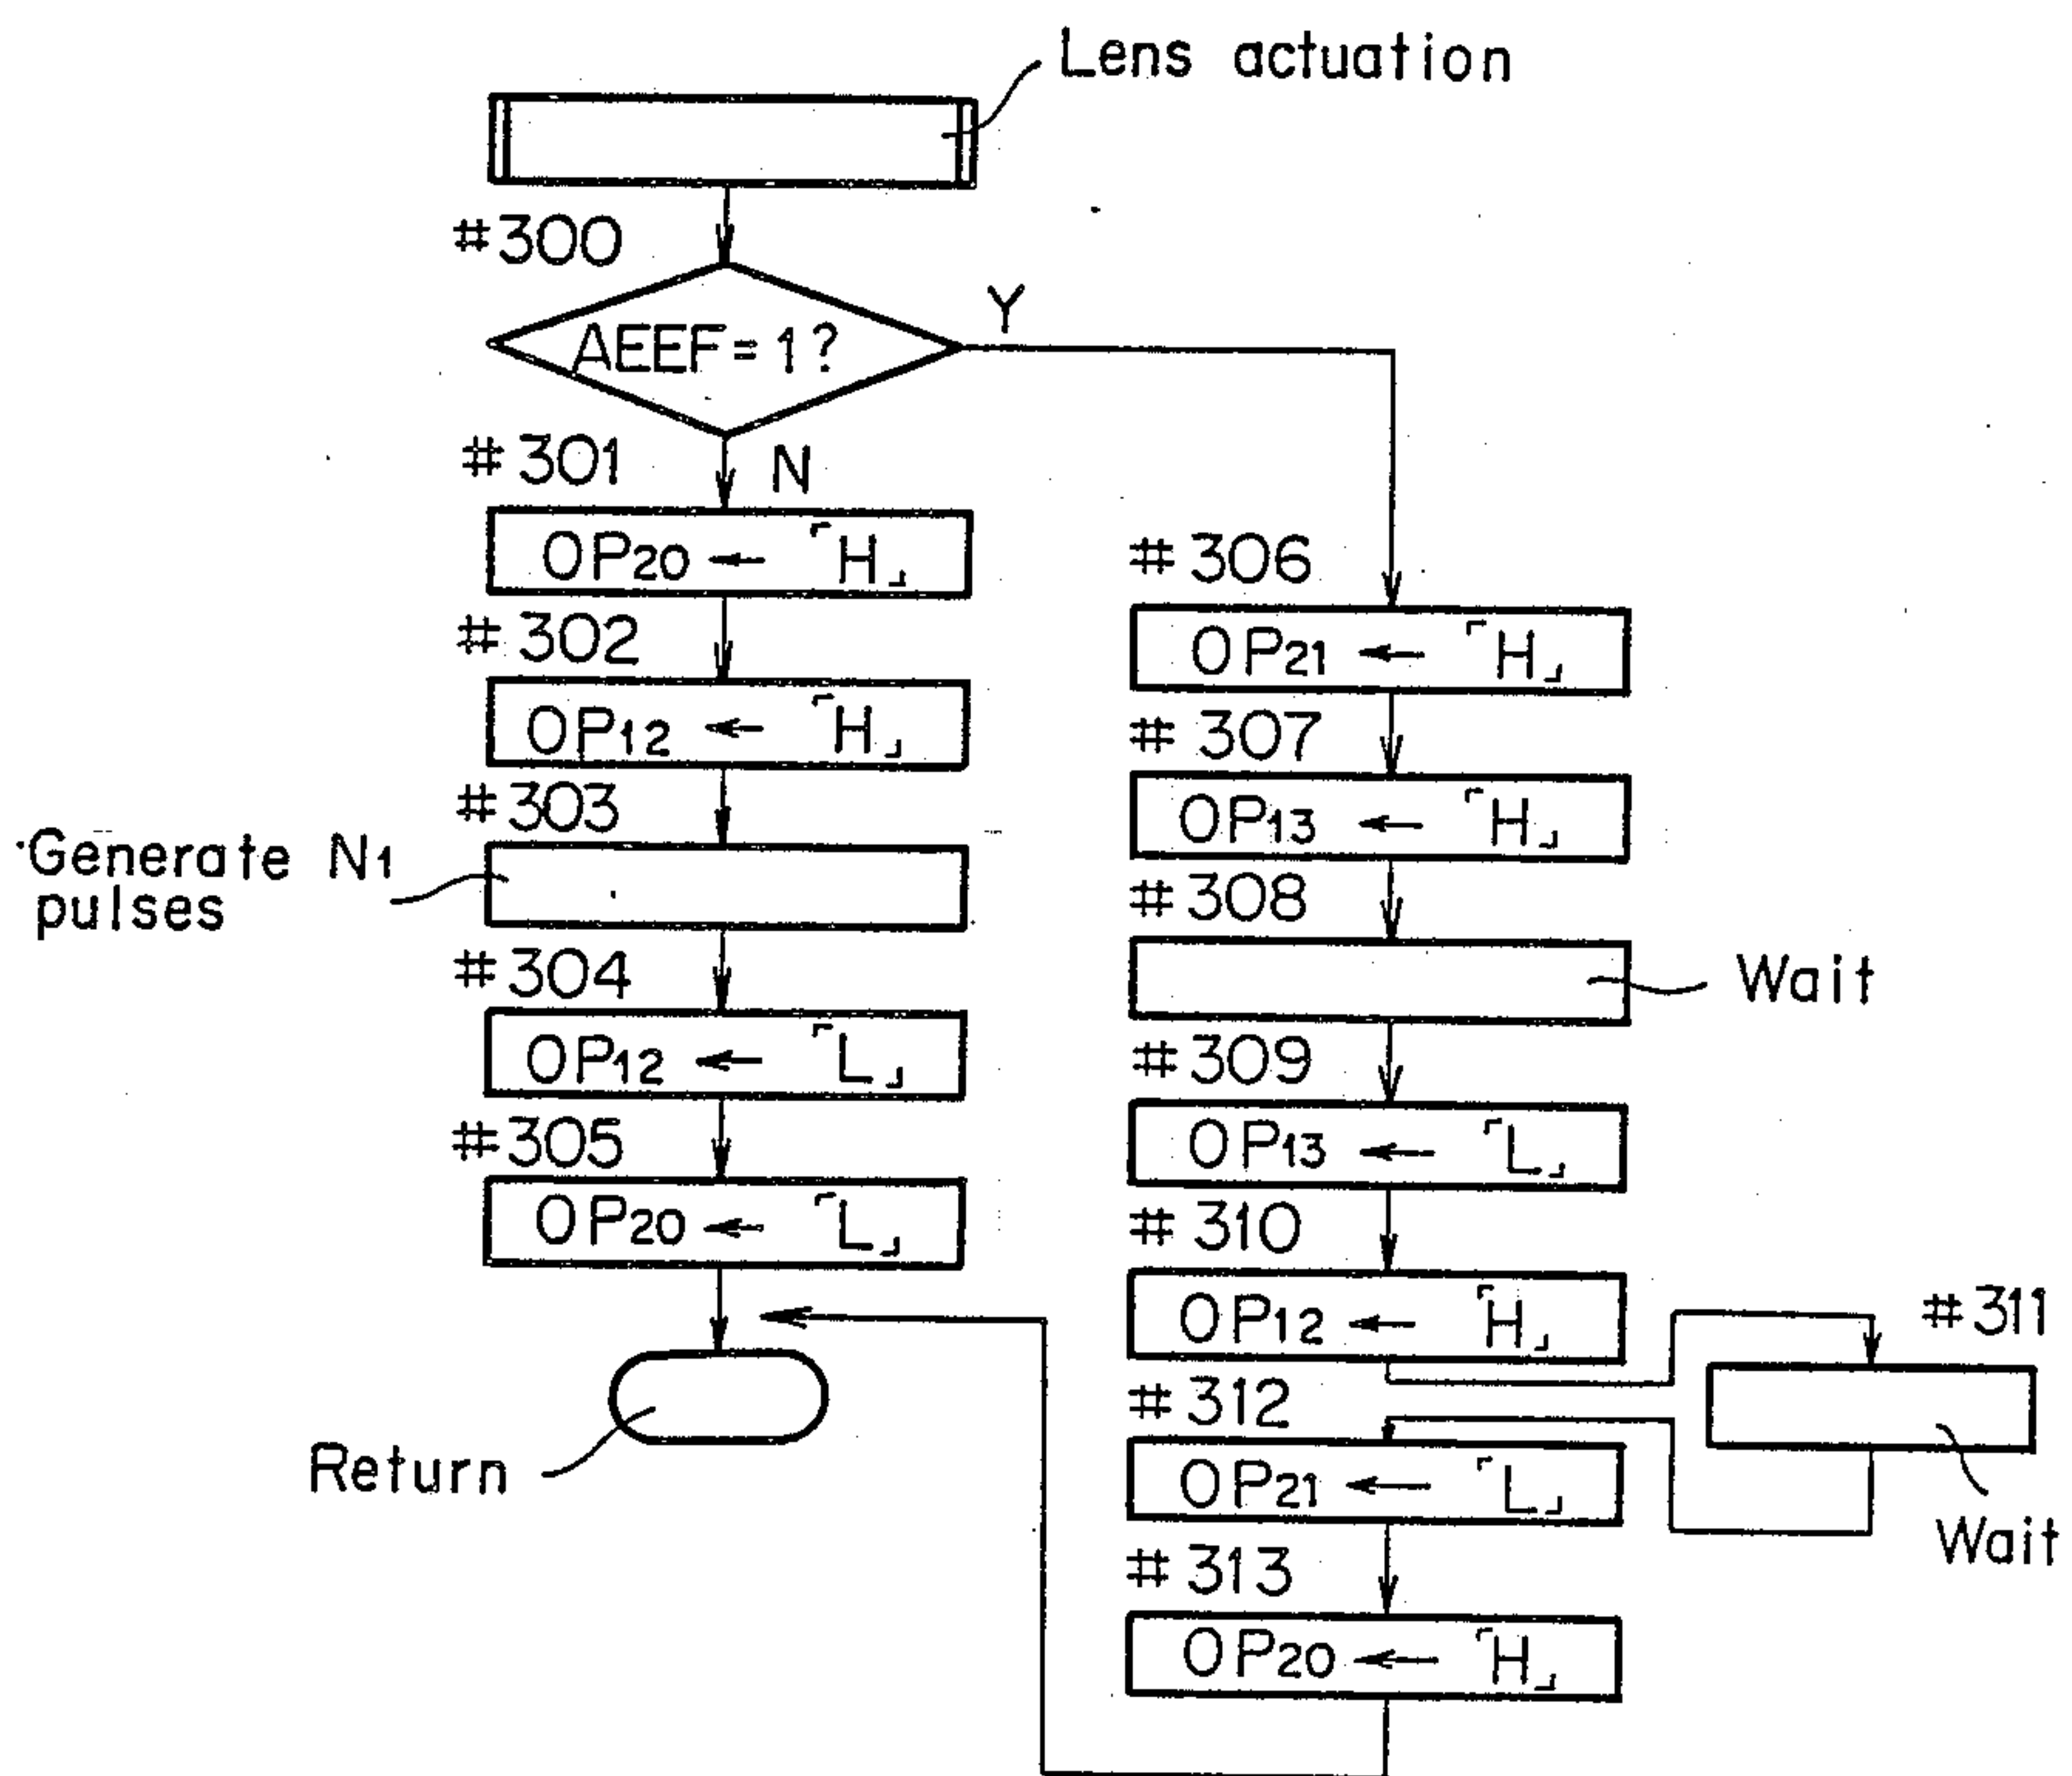 Lens actuation
#300
AEEF=1?
Y
#301
N
OP20 ← 「H」
#302
OP12 ← 「H」
#303
Generate N1
pulses
#304
OP12 ← 「L」
#305
OP20 ← 「L」
Return
#306
OP21 ← 「H」
#307
OP13 ← 「H」
#308
Wait
#309
OP13 ← 「L」
#310
OP12 ← 「H」
#311
Wait
#312
OP21 ← 「L」
#313
OP20 ← 「H」